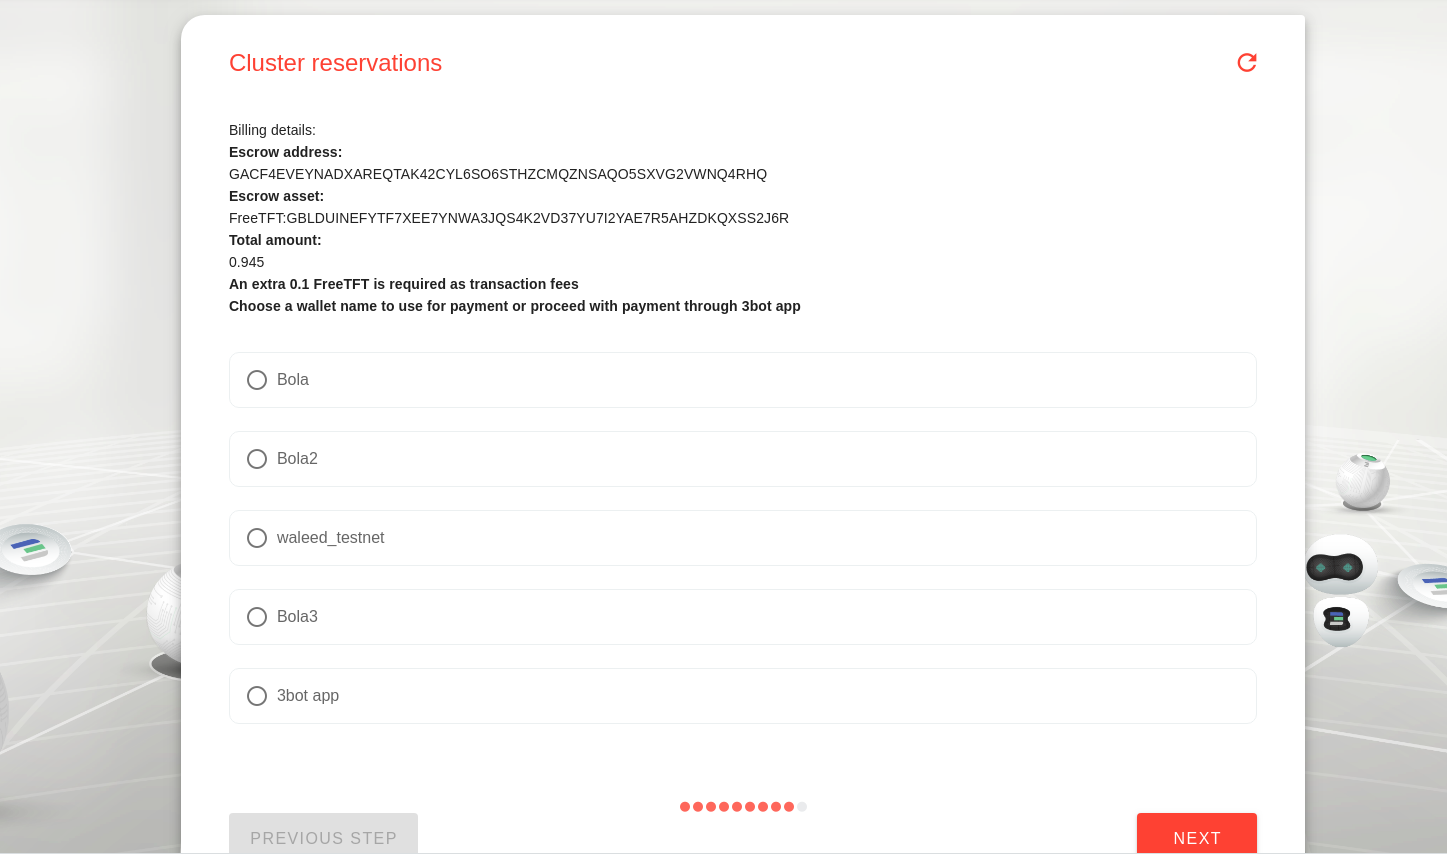 Cluster reservations
Billing details:
Escrow address:
GACF4EVEYNADXAREQTAK42CYL6SO6STHZCMQZNSAQO5SXVG2VWNQ4RHQ
Escrow asset:
FreeTFT:GBLDUINEFYTF7XEE7YNWA3JQS4K2VD37YU7I2YAE7R5AHZDKQXSS2J6R
Total amount:
0.945
An extra 0.1 FreeTFT is required as transaction fees
Choose a wallet name to use for payment or proceed with payment through 3bot app
Bola
Bola2
waleed_testnet
Bola3
3bot app
PREVIOUS STEP
NEXT